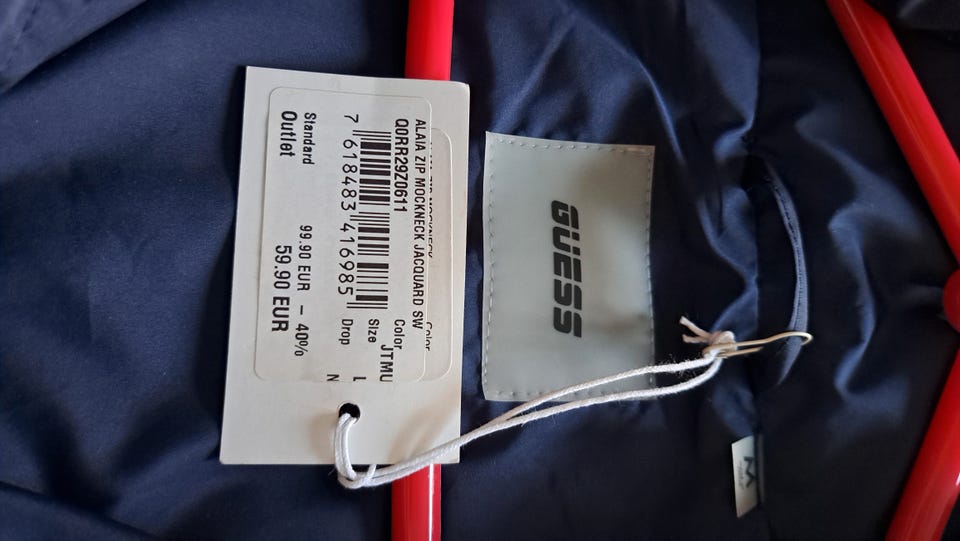 ALAIA ZIP MOCKNECK JACQUARD SW
Q0RR29Z0611
Color JTMU
Size L
Drop N
7 618483 416985
Standard 99.90 EUR - 40%
Outlet 59.90 EUR
GUESS
M